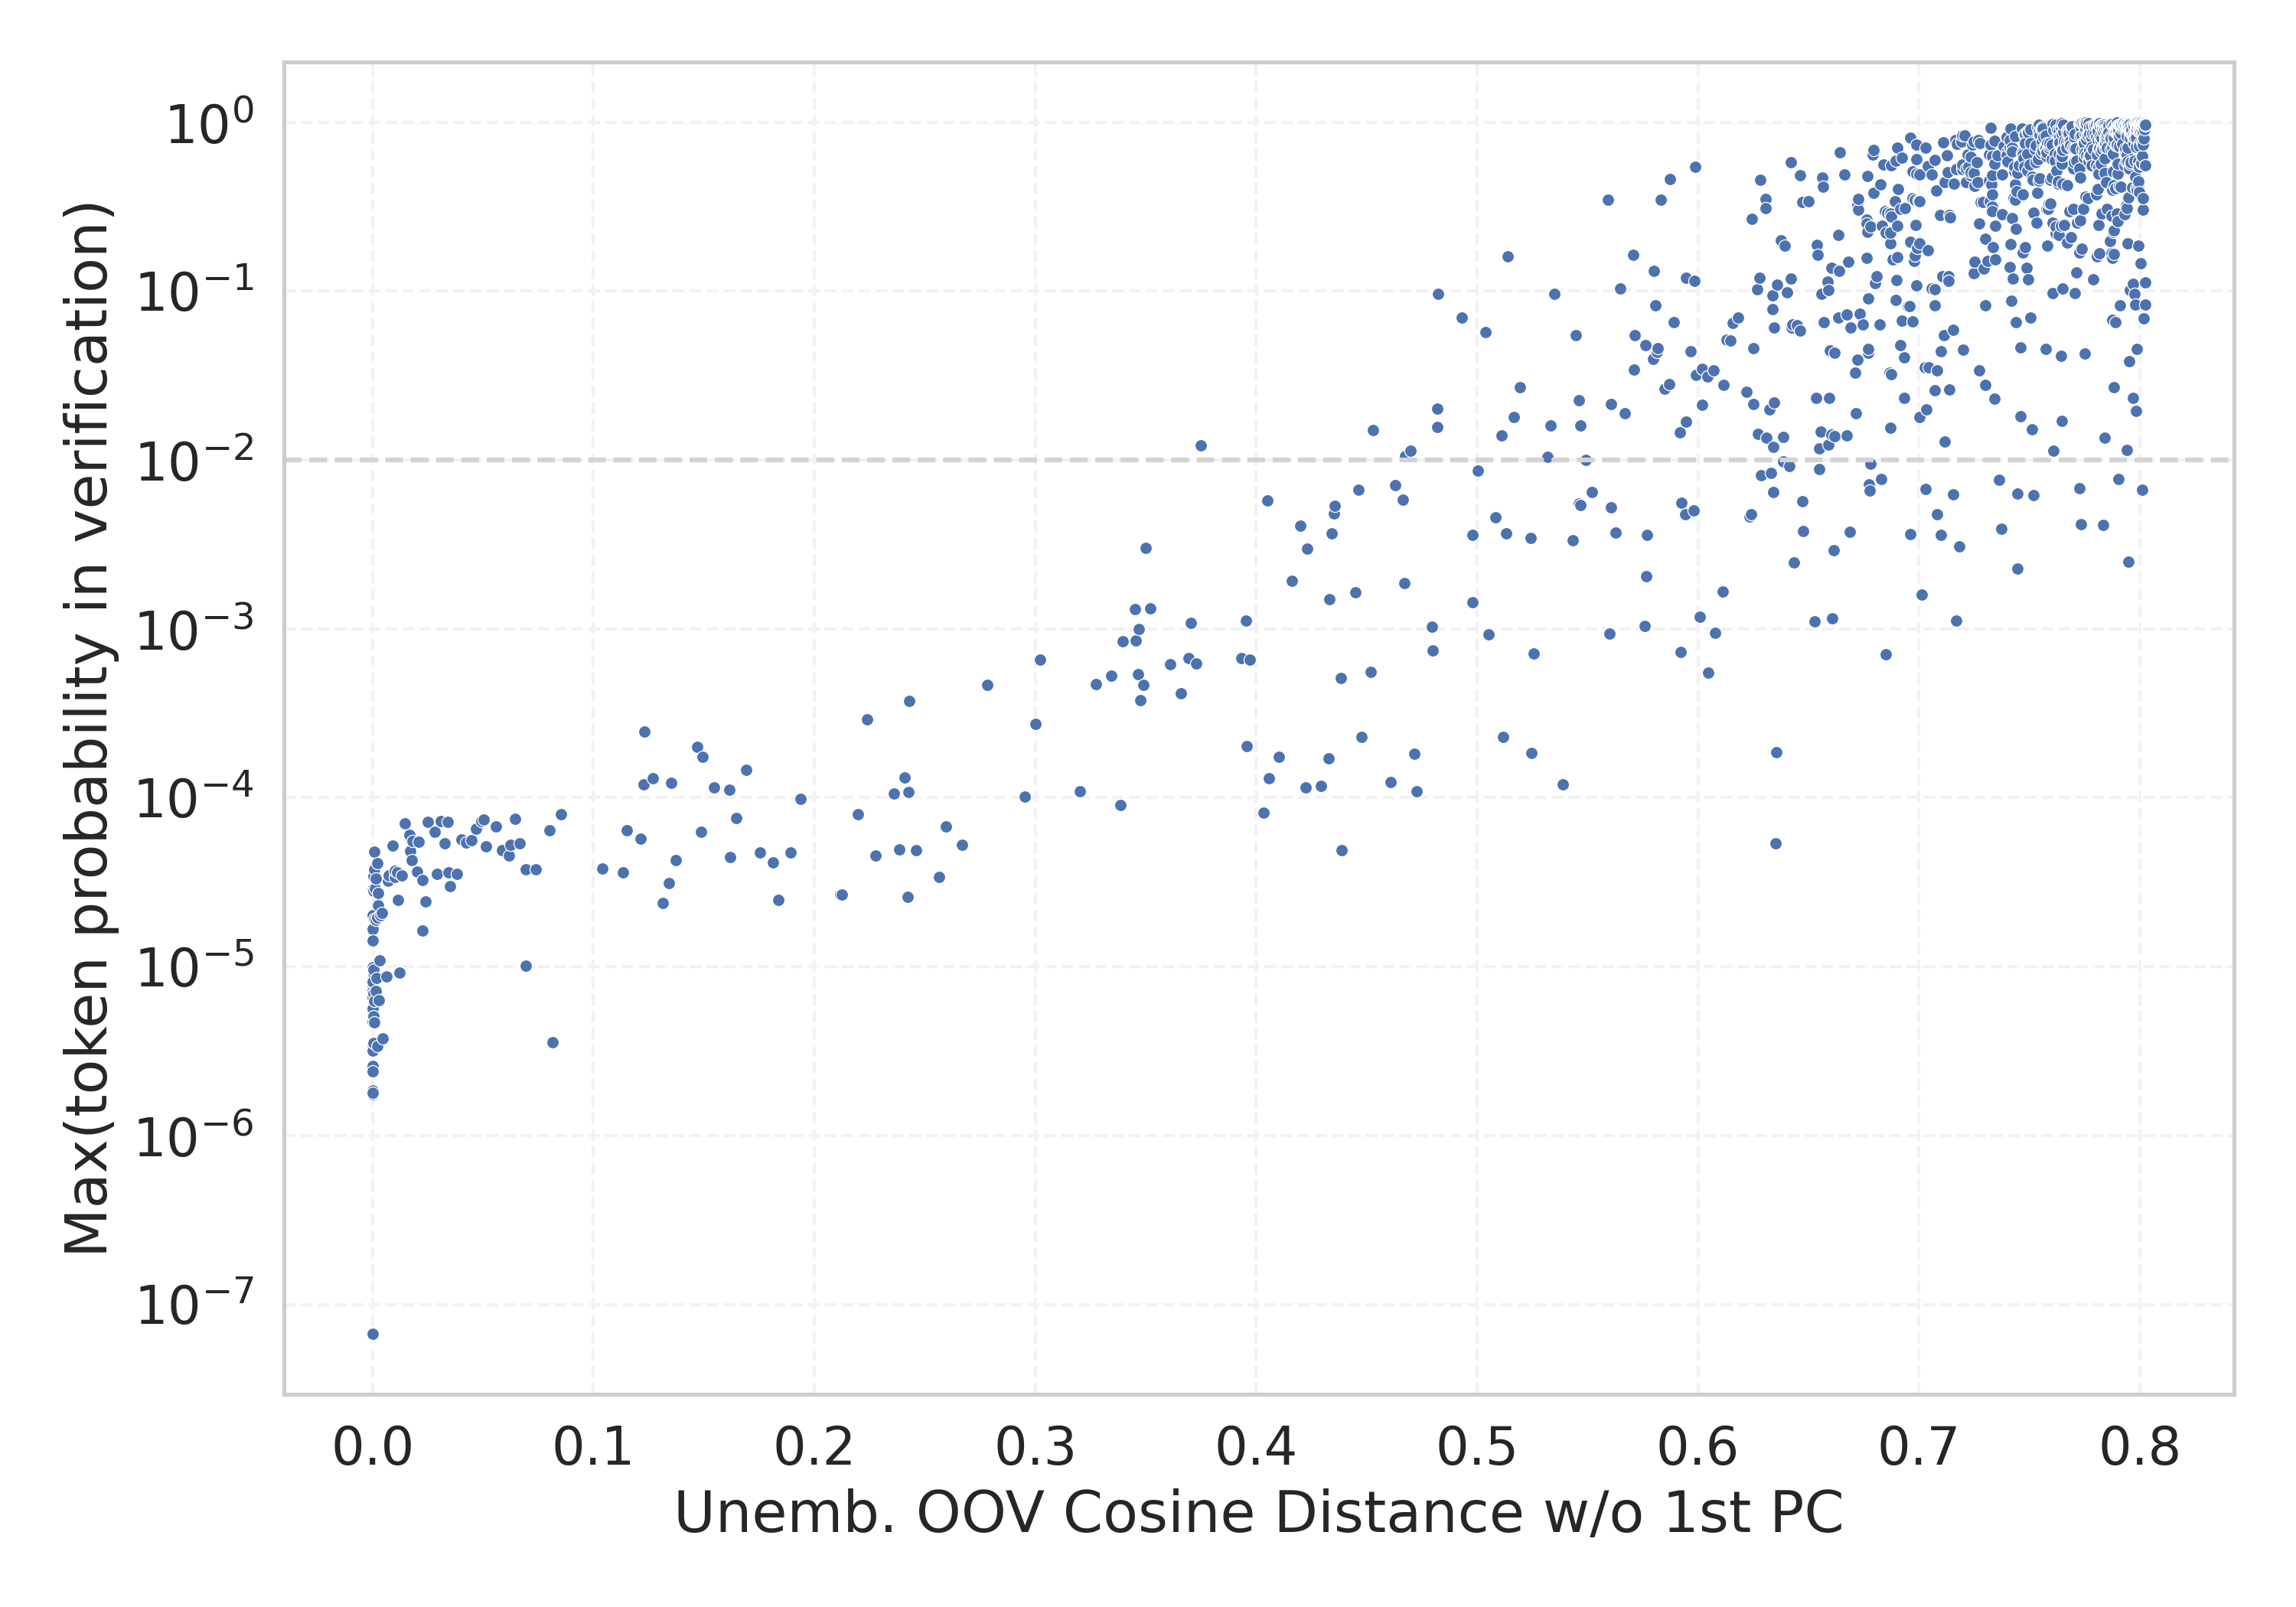 Max(token probability in verification)
10⁰
10⁻¹
10⁻²
10⁻³
10⁻⁴
10⁻⁵
10⁻⁶
10⁻⁷
0.0 0.1 0.2 0.3 0.4 0.5 0.6 0.7 0.8
Unemb. OOV Cosine Distance w/o 1st PC